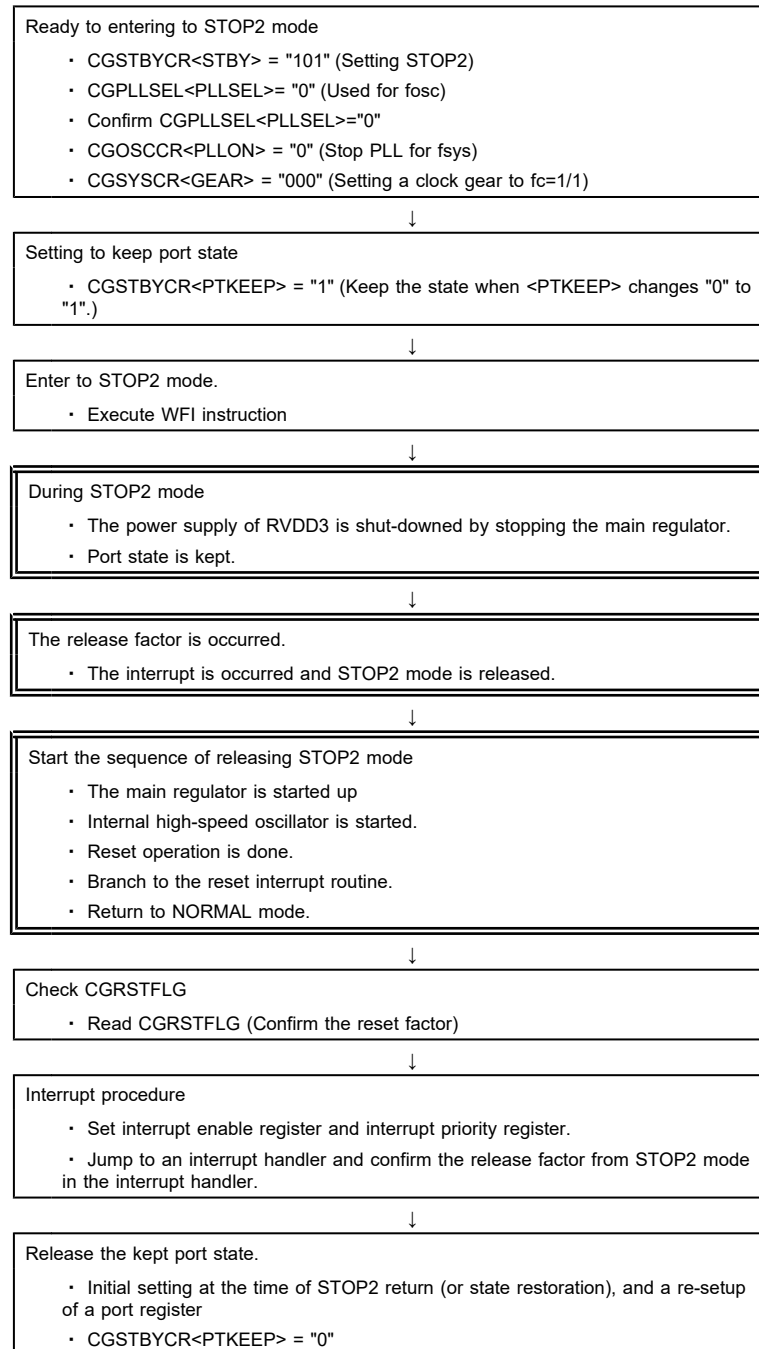 Ready to entering to STOP2 mode
・ CGSTBYCR<STBY> = "101" (Setting STOP2)
・ CGPLLSEL<PLLSEL>= "0" (Used for fosc)
・ Confirm CGPLLSEL<PLLSEL>="0"
・ CGOSCCR<PLLON> = "0" (Stop PLL for fsys)
・ CGSYSCR<GEAR> = "000" (Setting a clock gear to fc=1/1)
↓
Setting to keep port state
・ CGSTBYCR<PTKEEP> = "1" (Keep the state when <PTKEEP> changes "0" to
"1".)
↓
Enter to STOP2 mode.
・ Execute WFI instruction
↓
During STOP2 mode
・ The power supply of RVDD3 is shut-downed by stopping the main regulator.
・ Port state is kept.
↓
The release factor is occurred.
・ The interrupt is occurred and STOP2 mode is released.
↓
Start the sequence of releasing STOP2 mode
・ The main regulator is started up
・ Internal high-speed oscillator is started.
・ Reset operation is done.
・ Branch to the reset interrupt routine.
・ Return to NORMAL mode.
↓
Check CGRSTFLG
・ Read CGRSTFLG (Confirm the reset factor)
↓
Interrupt procedure
・ Set interrupt enable register and interrupt priority register.
・ Jump to an interrupt handler and confirm the release factor from STOP2 mode
in the interrupt handler.
↓
Release the kept port state.
・ Initial setting at the time of STOP2 return (or state restoration), and a re-setup
of a port register
・ CGSTBYCR<PTKEEP> = "0"